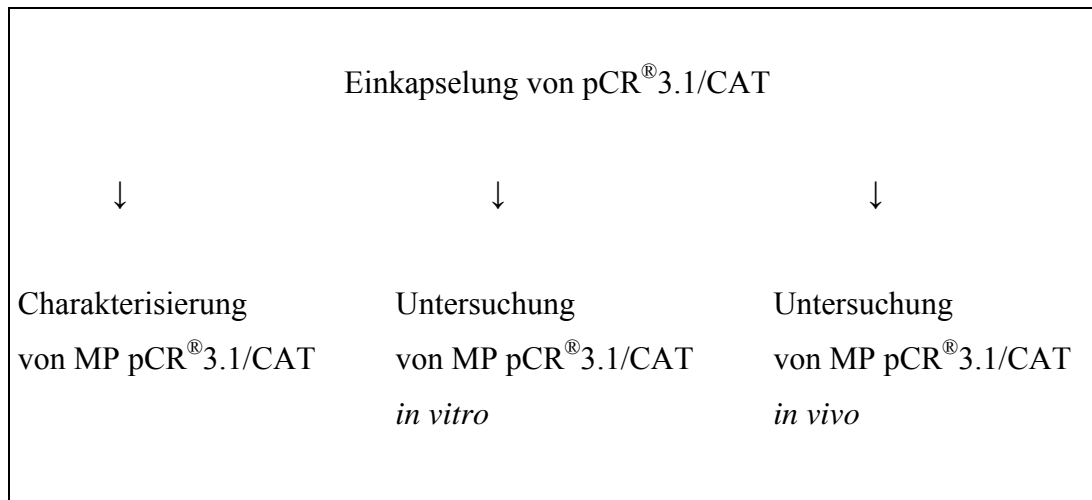 Einkapselung von pCR®3.1/CAT
↓ ↓ ↓
Charakterisierung
von MP pCR®3.1/CAT
Untersuchung
von MP pCR®3.1/CAT
in vitro
Untersuchung
von MP pCR®3.1/CAT
in vivo